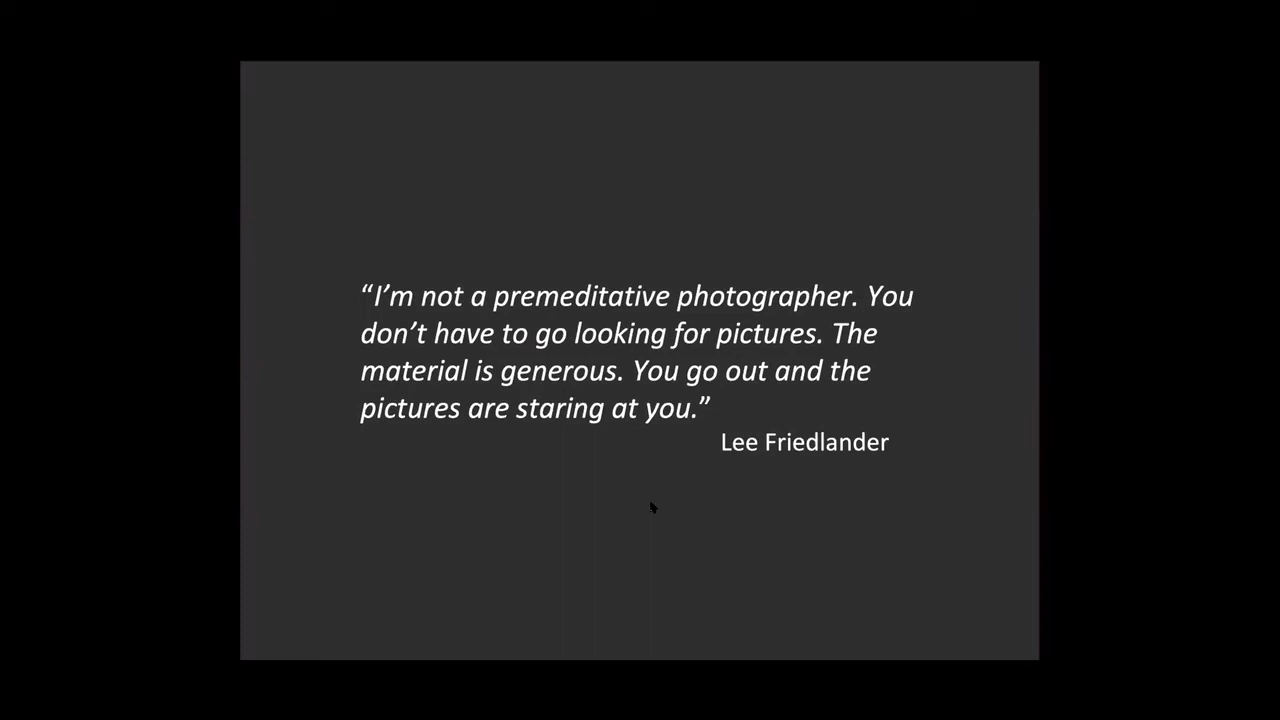 “I’m not a premeditative photographer. You
don’t have to go looking for pictures. The
material is generous. You go out and the
pictures are staring at you.”
Lee Friedlander